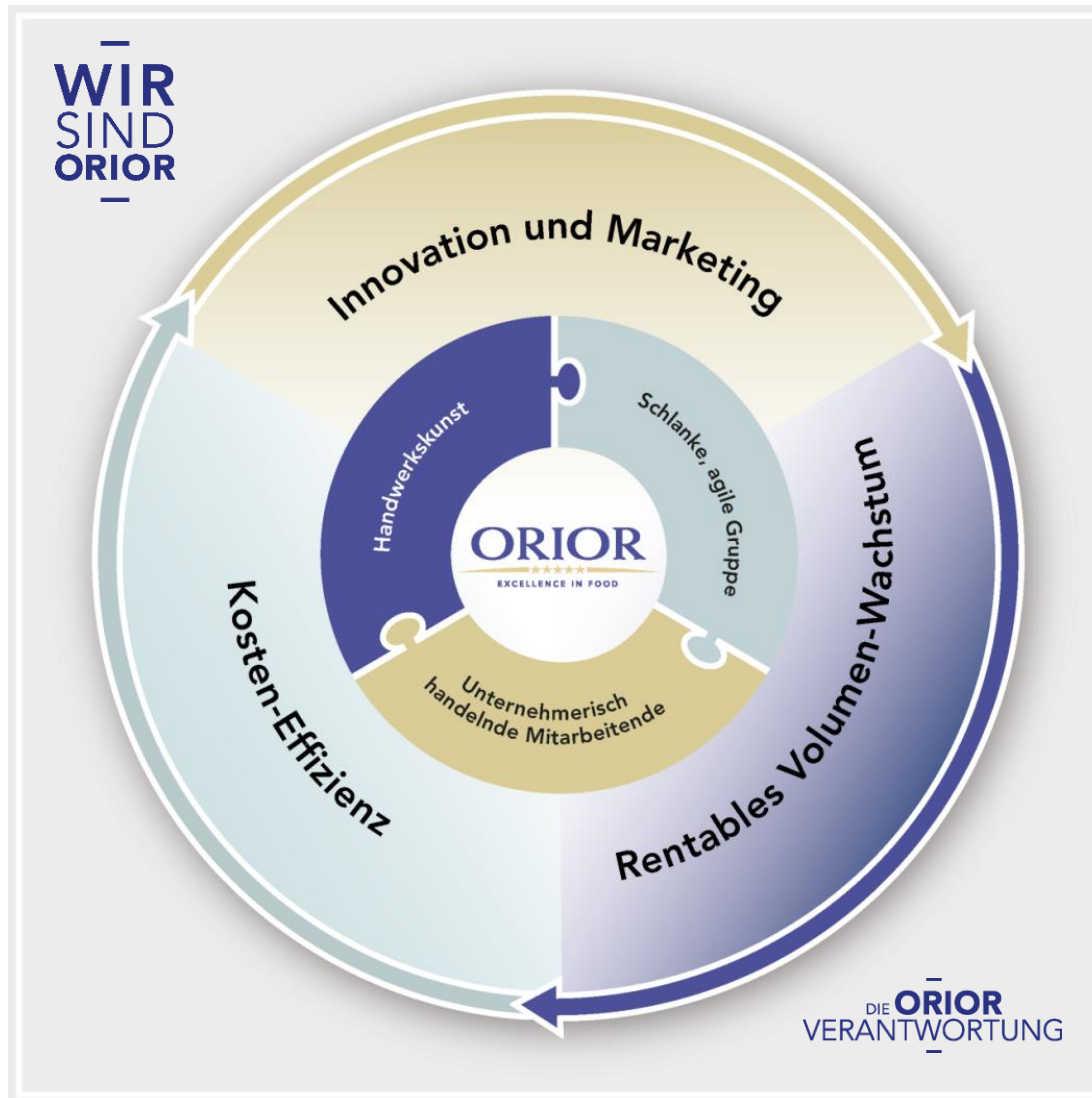 WIR
SIND
ORIOR
Innovation und Marketing
Handwerkskunst
Schlanke, agile Gruppe
ORIOR
EXCELLENCE IN FOOD
Unternehmerisch
handelnde Mitarbeitende
Kosten-Effizienz
Rentables Volumen-Wachstum
DIE ORIOR
VERANTWORTUNG